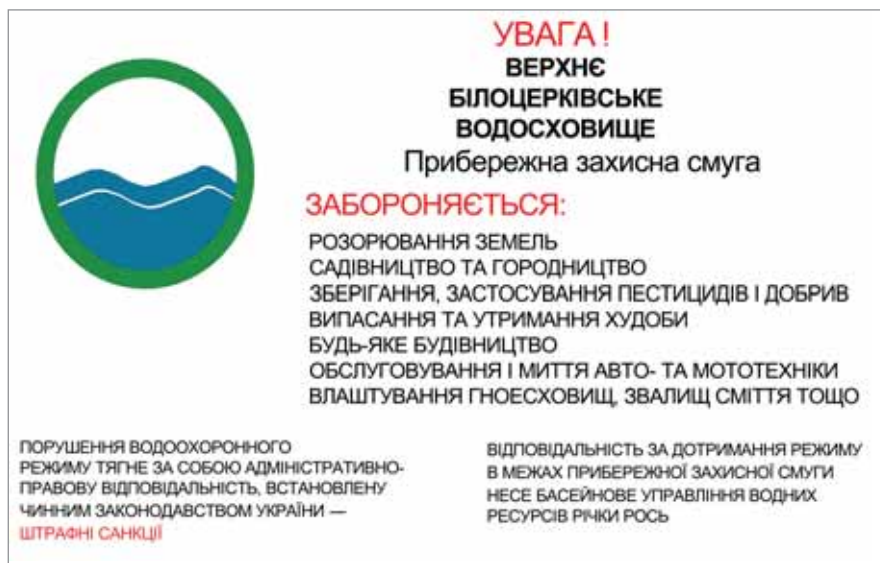 УВАГА !
ВЕРХНЄ
БІЛОЦЕРКІВСЬКЕ
ВОДОСХОВИЩЕ
Прибережна захисна смуга
ЗАБОРОНЯЄТЬСЯ:
РОЗОРЮВАННЯ ЗЕМЕЛЬ
САДІВНИЦТВО ТА ГОРОДНИЦТВО
ЗБЕРІГАННЯ, ЗАСТОСУВАННЯ ПЕСТИЦИДІВ І ДОБРИВ
ВИПАСАННЯ ТА УТРИМАННЯ ХУДОБИ
БУДЬ-ЯКЕ БУДІВНИЦТВО
ОБСЛУГОВУВАННЯ І МИТТЯ АВТО- ТА МОТОТЕХНІКИ
ВЛАШТУВАННЯ ГНОЄСХОВИЩ, ЗВАЛИЩ СМІТТЯ ТОЩО
ПОРУШЕННЯ ВОДООХОРОННОГО
РЕЖИМУ ТЯГНЕ ЗА СОБОЮ АДМІНІСТРАТИВНО-
ПРАВОВУ ВІДПОВІДАЛЬНІСТЬ, ВСТАНОВЛЕНУ
ЧИННИМ ЗАКОНОДАВСТВОМ УКРАЇНИ —
ШТРАФНІ САНКЦІЇ
ВІДПОВІДАЛЬНІСТЬ ЗА ДОТРИМАННЯ РЕЖИМУ
В МЕЖАХ ПРИБЕРЕЖНОЇ ЗАХИСНОЇ СМУГИ
НЕСЕ БАСЕЙНОВЕ УПРАВЛІННЯ ВОДНИХ
РЕСУРСІВ РІЧКИ РОСЬ